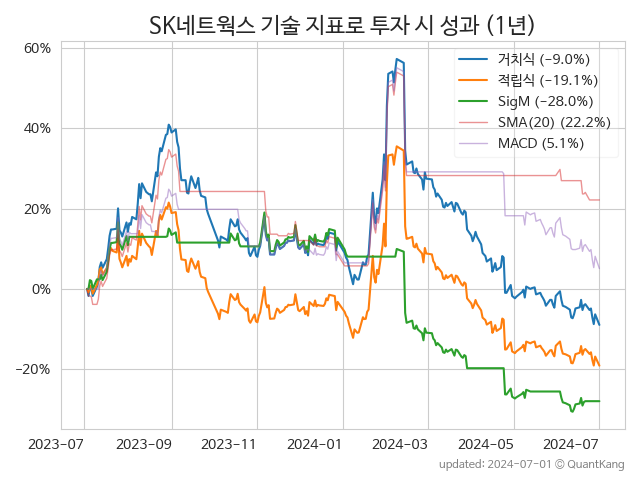 SK네트웍스 기술 지표로 투자 시 성과 (1년)
60%
40%
20%
0%
−20%
거치식 (−9.0%)
적립식 (−19.1%)
SigM (−28.0%)
SMA(20) (22.2%)
MACD (5.1%)
2023-07
2023-09
2023-11
2024-01
2024-03
2024-05
2024-07
updated: 2024-07-01 © QuantKang